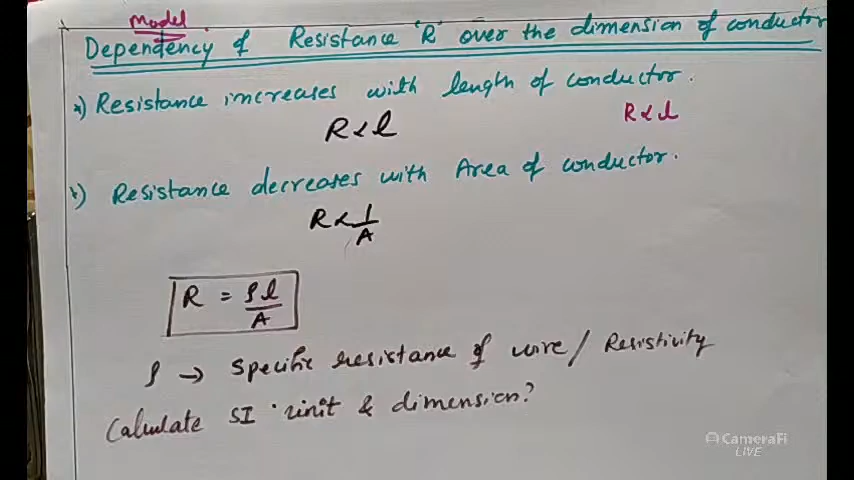 Model
Dependency of Resistance 'R' over the dimension of conductor
*) Resistance increases with length of conductor.
R ∝ l
R ∝ l
*) Resistance decreases with Area of conductor.
R ∝ 1/A
R = ρl/A
ρ → Specific resistance of wire / Resistivity
Calculate SI unit & dimension?
CameraFi
LIVE